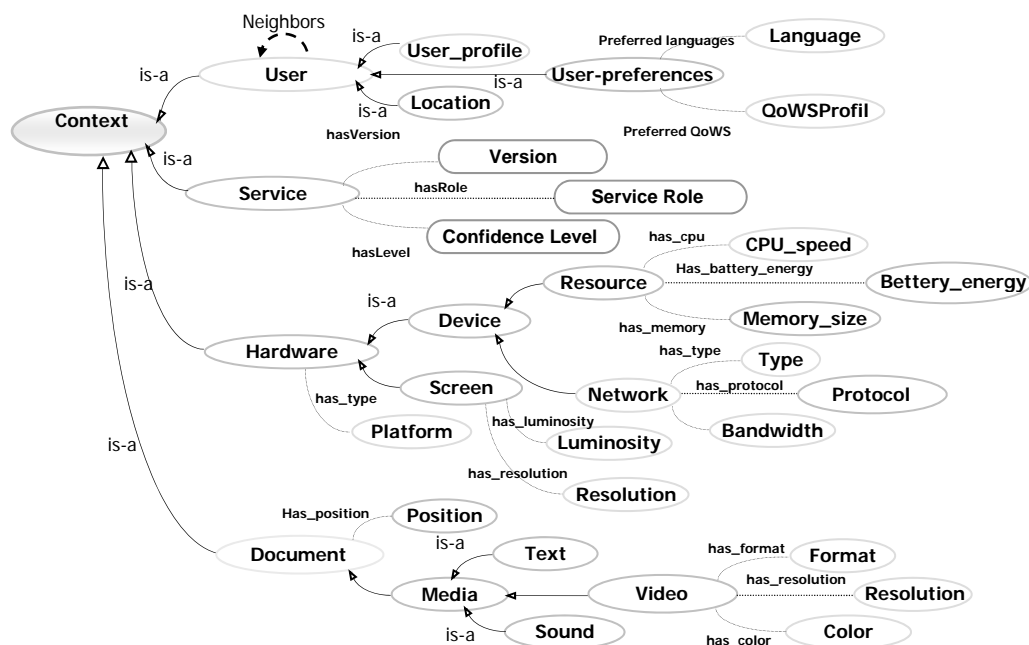 Neighbors
Language
is-a
User_profile
Preferred languages
User
is-a
User-preferences
is-a
is-a
Location
QoWSProfil
Context
hasVersion
Preferred QoWS
is-a
Version
Service
hasRole
Service Role
hasLevel
Confidence Level
has_cpu
CPU_speed
Has_battery_energy
is-a
Resource
Bettery_energy
is-a
Device
has_memory
Memory_size
Hardware
has_type
Type
Screen
has_protocol
Network
Protocol
has_type
has_luminosity
Platform
Luminosity
Bandwidth
is-a
has_resolution
Resolution
Has_position
Position
is-a
Document
Text
has_format
Format
has_resolution
Media
Video
Resolution
is-a
Sound
has_color
Color